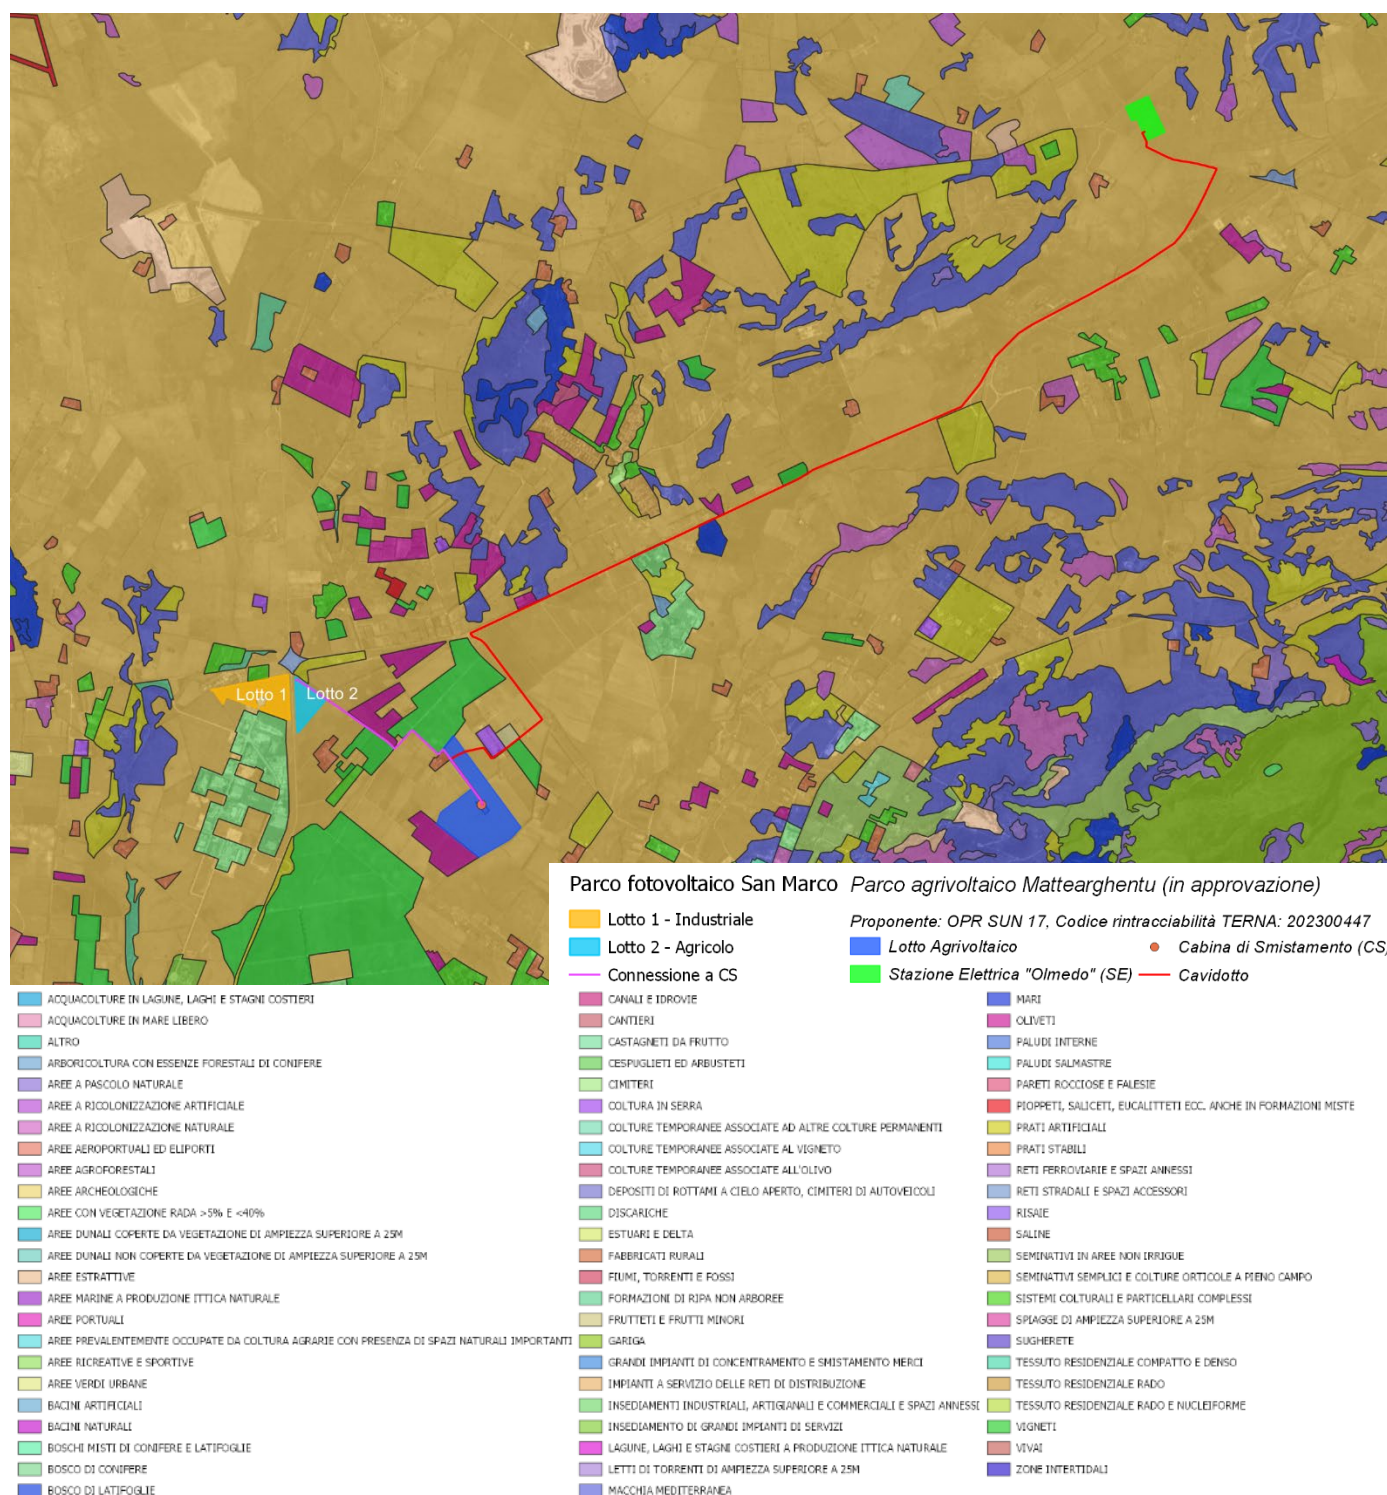 Lotto 1
Lotto 2
Parco fotovoltaico San Marco
Lotto 1 - Industriale
Lotto 2 - Agricolo
Connessione a CS
Parco agrivoltaico Mattearghentu (in approvazione)
Proponente: OPR SUN 17, Codice rintracciabilità TERNA: 202300447
Lotto Agrivoltaico
Cabina di Smistamento (CS)
Stazione Elettrica "Olmedo" (SE)
Cavidotto
ACQUACOLTURE IN LAGUNE, LAGHI E STAGNI COSTIERI
ACQUACOLTURE IN MARE LIBERO
ALTRO
ARBORICOLTURA CON ESSENZE FORESTALI DI CONIFERE
AREE A PASCOLO NATURALE
AREE A RICOLONIZZAZIONE ARTIFICIALE
AREE A RICOLONIZZAZIONE NATURALE
AREE AEROPORTUALI ED ELIPORTI
AREE AGROFORESTALI
AREE ARCHEOLOGICHE
AREE CON VEGETAZIONE RADA >5% E <40%
AREE DUNALI COPERTE DA VEGETAZIONE DI AMPIEZZA SUPERIORE A 25M
AREE DUNALI NON COPERTE DA VEGETAZIONE DI AMPIEZZA SUPERIORE A 25M
AREE ESTRATTIVE
AREE MARINE A PRODUZIONE ITTICA NATURALE
AREE PORTUALI
AREE PREVALENTEMENTE OCCUPATE DA COLTURA AGRARIE CON PRESENZA DI SPAZI NATURALI IMPORTANTI
AREE RICREATIVE E SPORTIVE
AREE VERDI URBANE
BACINI ARTIFICIALI
BACINI NATURALI
BOSCHI MISTI DI CONIFERE E LATIFOGLIE
BOSCO DI CONIFERE
BOSCO DI LATIFOGLIE
CANALI E IDROVIE
CANTIERI
CASTAGNETI DA FRUTTO
CESPUGLIETI ED ARBUSTETI
CIMITERI
COLTURA IN SERRA
COLTURE TEMPORANEE ASSOCIATE AD ALTRE COLTURE PERMANENTI
COLTURE TEMPORANEE ASSOCIATE AL VIGNETO
COLTURE TEMPORANEE ASSOCIATE ALL'OLIVO
DEPOSITI DI ROTTAMI A CIELO APERTO, CIMITERI DI AUTOVEICOLI
DISCARICHE
ESTUARI E DELTA
FABBRICATI RURALI
FIUMI, TORRENTI E FOSSI
FORMAZIONI DI RIPA NON ARBOREE
FRUTTETI E FRUTTI MINORI
GARIGA
GRANDI IMPIANTI DI CONCENTRAMENTO E SMISTAMENTO MERCI
IMPIANTI A SERVIZIO DELLE RETI DI DISTRIBUZIONE
INSEDIAMENTI INDUSTRIALI, ARTIGIANALI E COMMERCIALI E SPAZI ANNESSI
INSEDIAMENTO DI GRANDI IMPIANTI DI SERVIZI
LAGUNE, LAGHI E STAGNI COSTIERI A PRODUZIONE ITTICA NATURALE
LETTI DI TORRENTI DI AMPIEZZA SUPERIORE A 25M
MACCHIA MEDITERRANEA
MARI
OLIVETI
PALUDI INTERNE
PALUDI SALMASTRE
PARETI ROCCIOSE E FALESIE
PIOPPETI, SALICETI, EUCALITTETI ECC. ANCHE IN FORMAZIONI MISTE
PRATI ARTIFICIALI
PRATI STABILI
RETI FERROVIARIE E SPAZI ANNESSI
RETI STRADALI E SPAZI ACCESSORI
RISAIE
SALINE
SEMINATIVI IN AREE NON IRRIGUE
SEMINATIVI SEMPLICI E COLTURE ORTICOLE A PIENO CAMPO
SISTEMI COLTURALI E PARTICELLARI COMPLESSI
SPIAGGE DI AMPIEZZA SUPERIORE A 25M
SUGHERETE
TESSUTO RESIDENZIALE COMPATTO E DENSO
TESSUTO RESIDENZIALE RADO
TESSUTO RESIDENZIALE RADO E NUCLEIFORME
VIGNETI
VIVAI
ZONE INTERTIDALI